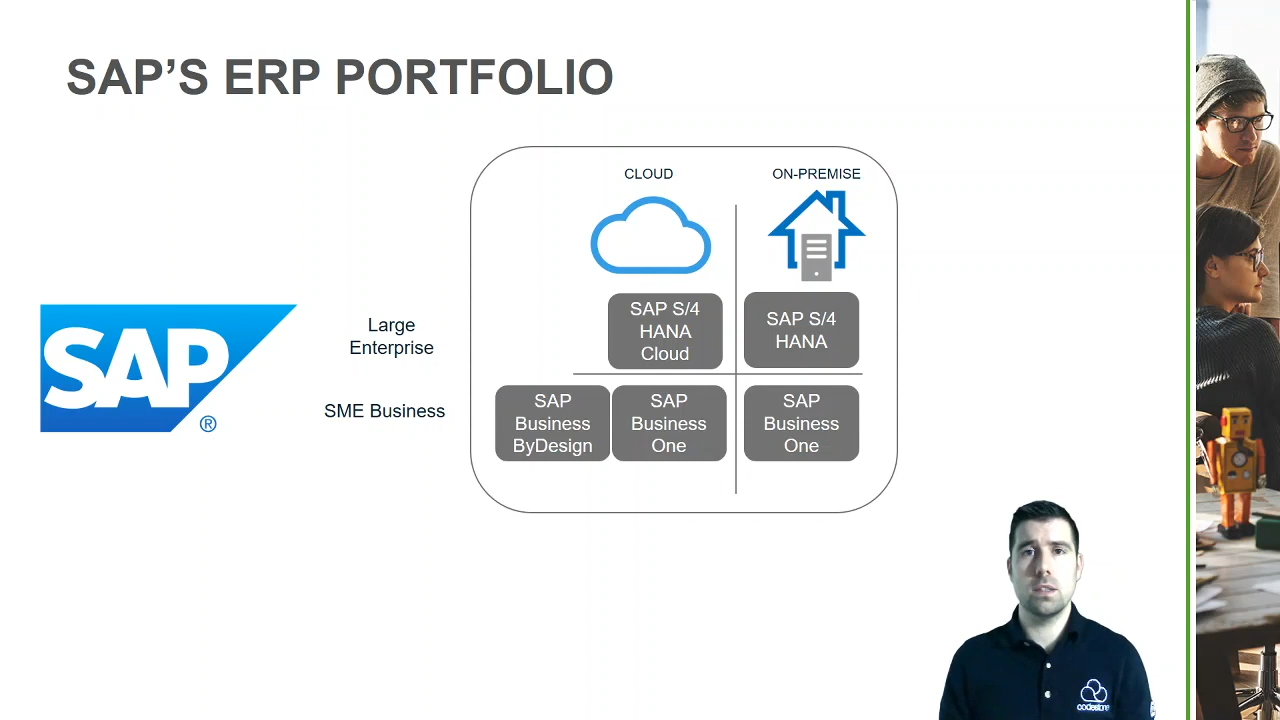 SAP'S ERP PORTFOLIO
CLOUD
ON-PREMISE
SAP
®
Large
Enterprise
SAP S/4
HANA
Cloud
SAP S/4
HANA
SME Business
SAP
Business
ByDesign
SAP
Business
One
SAP
Business
One
codestone